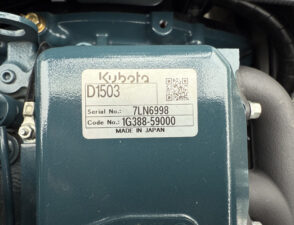 Kubota
D1503
Serial No.: 7LN6998
Code No.: 1G388-59000
MADE IN JAPAN